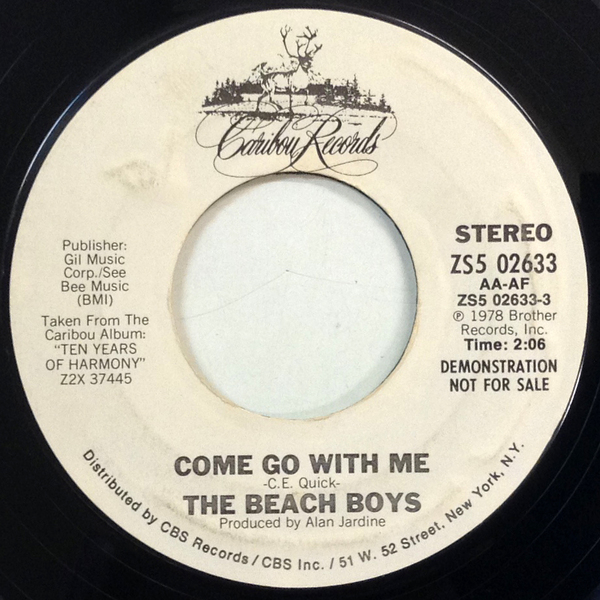 Caribou Records
Publisher:
Gil Music
Corp./See
Bee Music
(BMI)
Taken From The
Caribou Album:
"TEN YEARS
OF HARMONY"
Z2X 37445
STEREO
ZS5 02633
AA-AF
ZS5 02633-3
℗ 1978 Brother
Records, Inc.
Time: 2:06
DEMONSTRATION
NOT FOR SALE
COME GO WITH ME
-C.E. Quick-
THE BEACH BOYS
Produced by Alan Jardine
Distributed by CBS Records / CBS Inc. / 51 W. 52 Street, New York, N.Y.